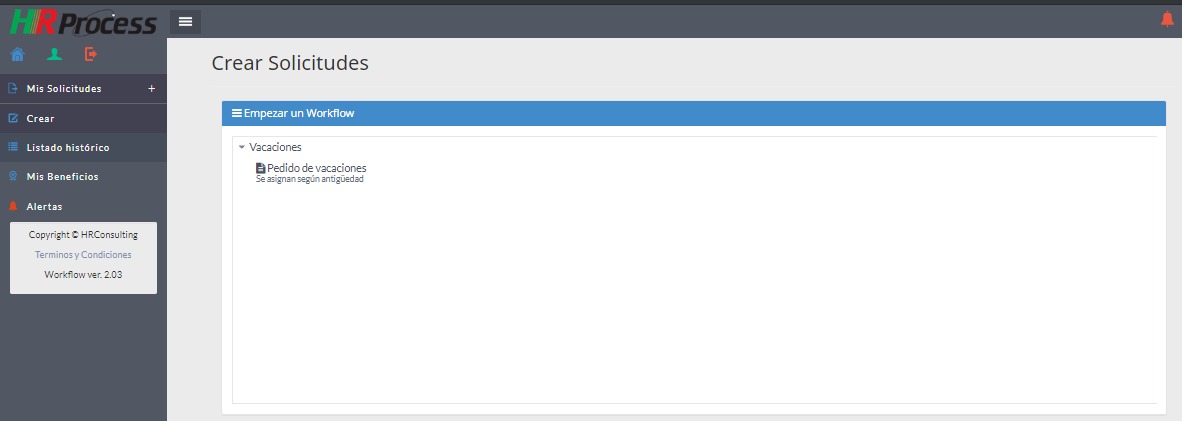 HRProcess
Crear Solicitudes
Mis Solicitudes +
Crear
Listado histórico
Mis Beneficios
Alertas
Copyright © HRConsulting
Terminos y Condiciones
Workflow ver. 2.03
Empezar un Workflow
Vacaciones
Pedido de vacaciones
Se asignan según antigüedad